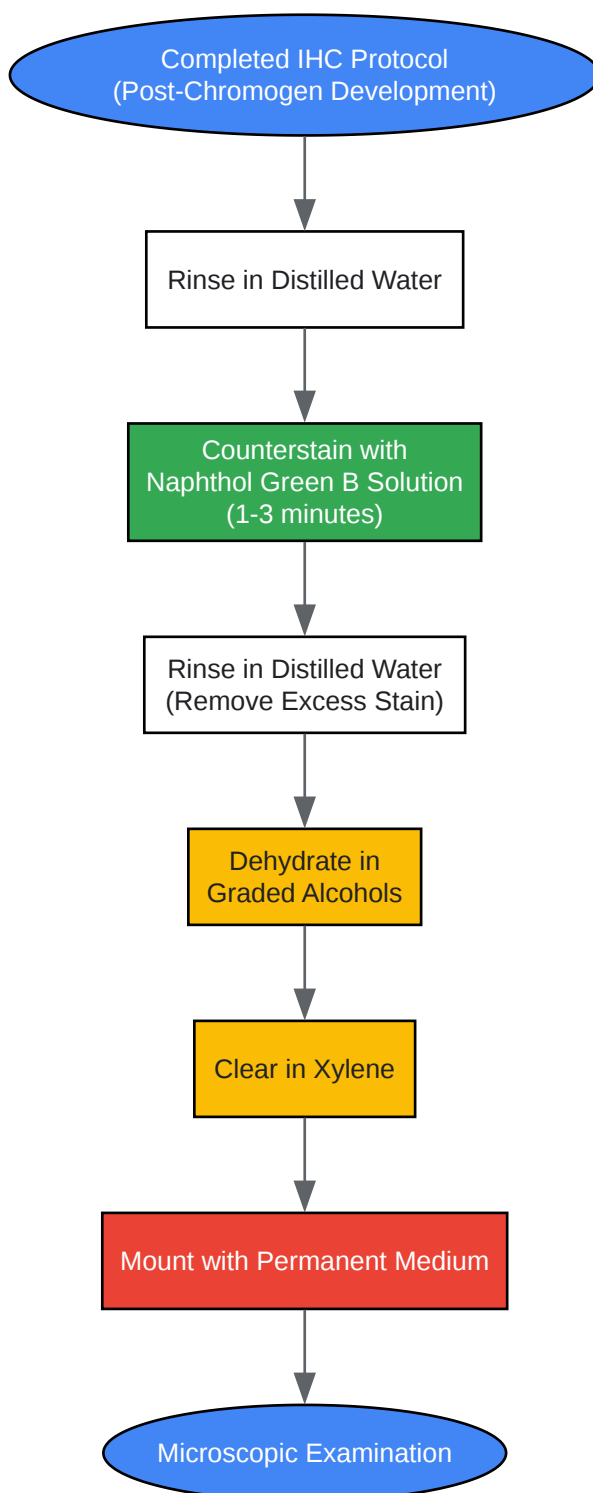 Completed IHC Protocol
(Post-Chromogen Development)
Rinse in Distilled Water
Counterstain with
Naphthol Green B Solution
(1-3 minutes)
Rinse in Distilled Water
(Remove Excess Stain)
Dehydrate in
Graded Alcohols
Clear in Xylene
Mount with Permanent Medium
Microscopic Examination